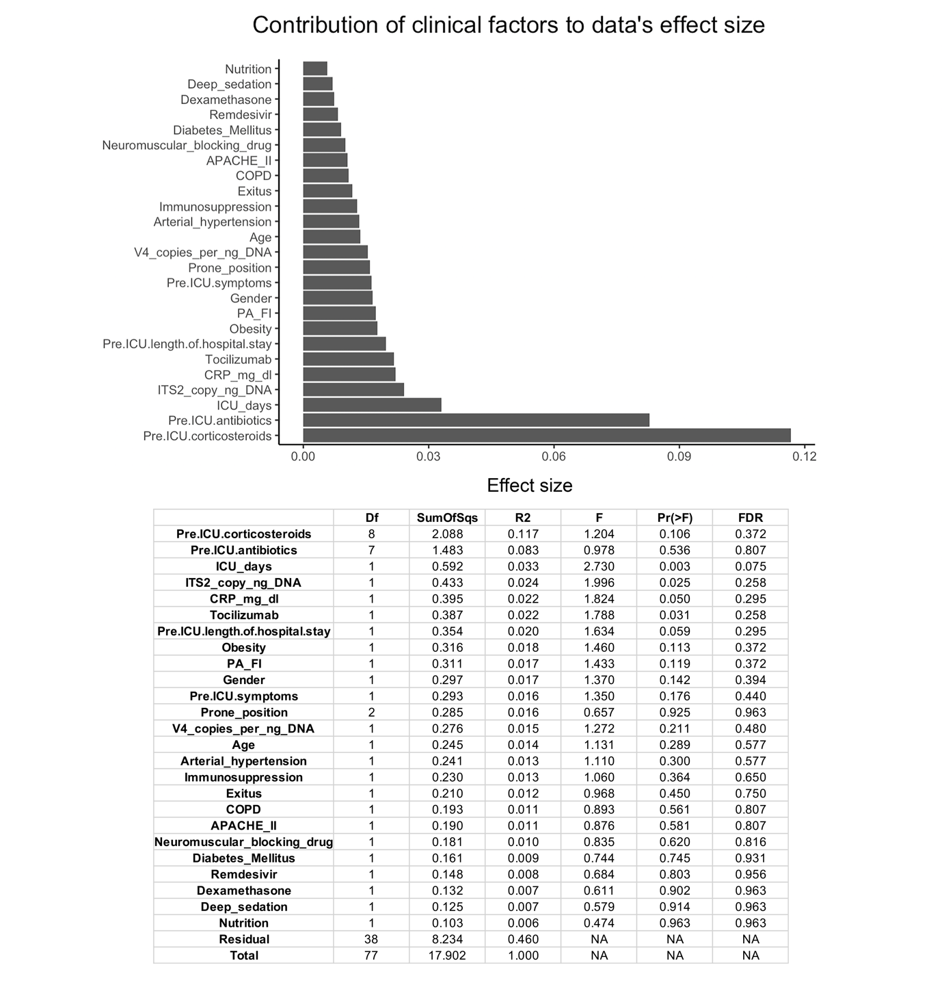 Contribution of clinical factors to data's effect size
Nutrition
Deep_sedation
Dexamethasone
Remdesivir
Diabetes_Mellitus
Neuromuscular_blocking_drug
APACHE_II
COPD
Exitus
Immunosuppression
Arterial_hypertension
Age
V4_copies_per_ng_DNA
Prone_position
Pre.ICU.symptoms
Gender
PA_FI
Obesity
Pre.ICU.length.of.hospital.stay
Tocilizumab
CRP_mg_dl
ITS2_copy_ng_DNA
ICU_days
Pre.ICU.antibiotics
Pre.ICU.corticosteroids
0.00 0.03 0.06 0.09 0.12
Effect size
Df SumOfSqs R2 F Pr(>F) FDR
Pre.ICU.corticosteroids 8 2.088 0.117 1.204 0.106 0.372
Pre.ICU.antibiotics 7 1.483 0.083 0.978 0.536 0.807
ICU_days 1 0.592 0.033 2.730 0.003 0.075
ITS2_copy_ng_DNA 1 0.433 0.024 1.996 0.025 0.258
CRP_mg_dl 1 0.395 0.022 1.824 0.050 0.295
Tocilizumab 1 0.387 0.022 1.788 0.031 0.258
Pre.ICU.length.of.hospital.stay 1 0.354 0.020 1.634 0.059 0.295
Obesity 1 0.316 0.018 1.460 0.113 0.372
PA_FI 1 0.311 0.017 1.433 0.119 0.372
Gender 1 0.297 0.017 1.370 0.142 0.394
Pre.ICU.symptoms 1 0.293 0.016 1.350 0.176 0.440
Prone_position 2 0.285 0.016 0.657 0.925 0.963
V4_copies_per_ng_DNA 1 0.276 0.015 1.272 0.211 0.480
Age 1 0.245 0.014 1.131 0.289 0.577
Arterial_hypertension 1 0.241 0.013 1.110 0.300 0.577
Immunosuppression 1 0.230 0.013 1.060 0.364 0.650
Exitus 1 0.210 0.012 0.968 0.450 0.750
COPD 1 0.193 0.011 0.893 0.561 0.807
APACHE_II 1 0.190 0.011 0.876 0.581 0.807
Neuromuscular_blocking_drug 1 0.181 0.010 0.835 0.620 0.816
Diabetes_Mellitus 1 0.161 0.009 0.744 0.745 0.931
Remdesivir 1 0.148 0.008 0.684 0.803 0.956
Dexamethasone 1 0.132 0.007 0.611 0.902 0.963
Deep_sedation 1 0.125 0.007 0.579 0.914 0.963
Nutrition 1 0.103 0.006 0.474 0.963 0.963
Residual 38 8.234 0.460 NA NA NA
Total 77 17.902 1.000 NA NA NA